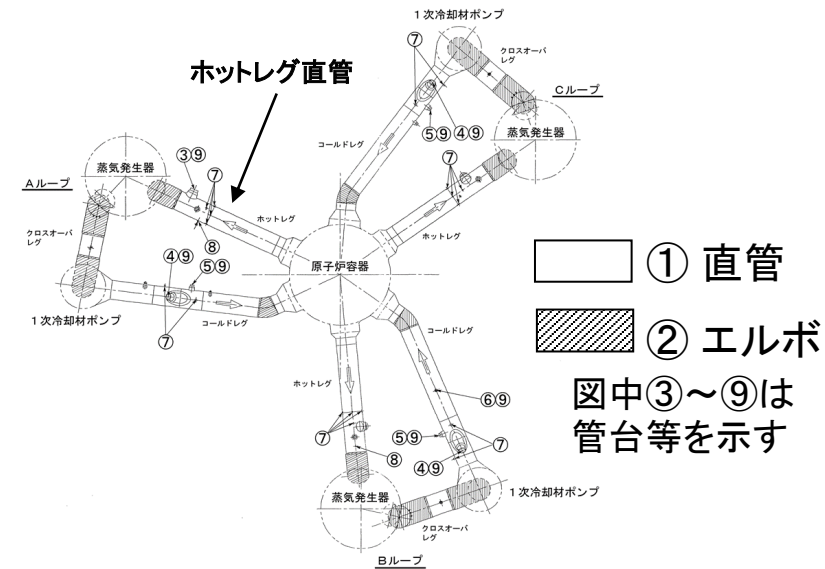 1次冷却材ポンプ
⑦
クロスオーバ
レグ
ホットレグ直管
Cループ
⑤⑨ ④⑨
蒸気発生器
コールドレグ
③⑨
⑦
⑦
蒸気発生器
Aループ
ホットレグ
ホットレグ
クロスオーバ
レグ
⑧
④⑨
⑤⑨
原子炉容器
① 直管
1次冷却材ポンプ
コールドレグ
⑦
② エルボ
コールドレグ
ホットレグ
図中③～⑨は
管台等を示す
⑥⑨
⑦
⑤⑨
⑦
⑧
④⑨
蒸気発生器
1次冷却材ポンプ
クロスオーバ
レグ
Bループ